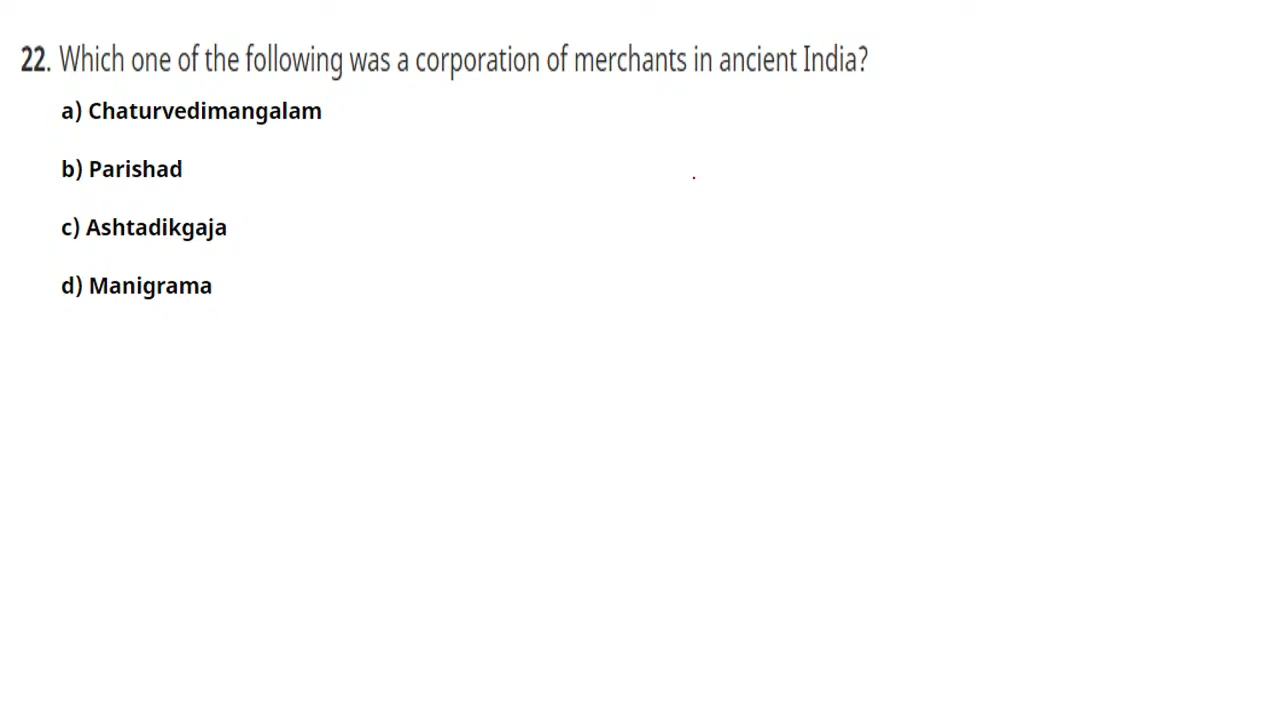 22. Which one of the following was a corporation of merchants in ancient India?
a) Chaturvedimangalam
b) Parishad
c) Ashtadikgaja
d) Manigrama